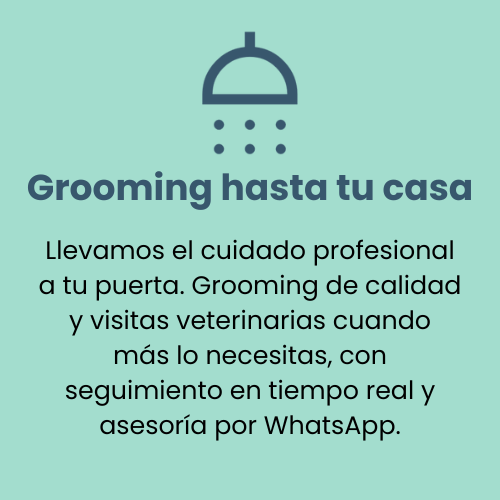 Grooming hasta tu casa
Llevamos el cuidado profesional
a tu puerta. Grooming de calidad
y visitas veterinarias cuando
más lo necesitas, con
seguimiento en tiempo real y
asesoría por WhatsApp.